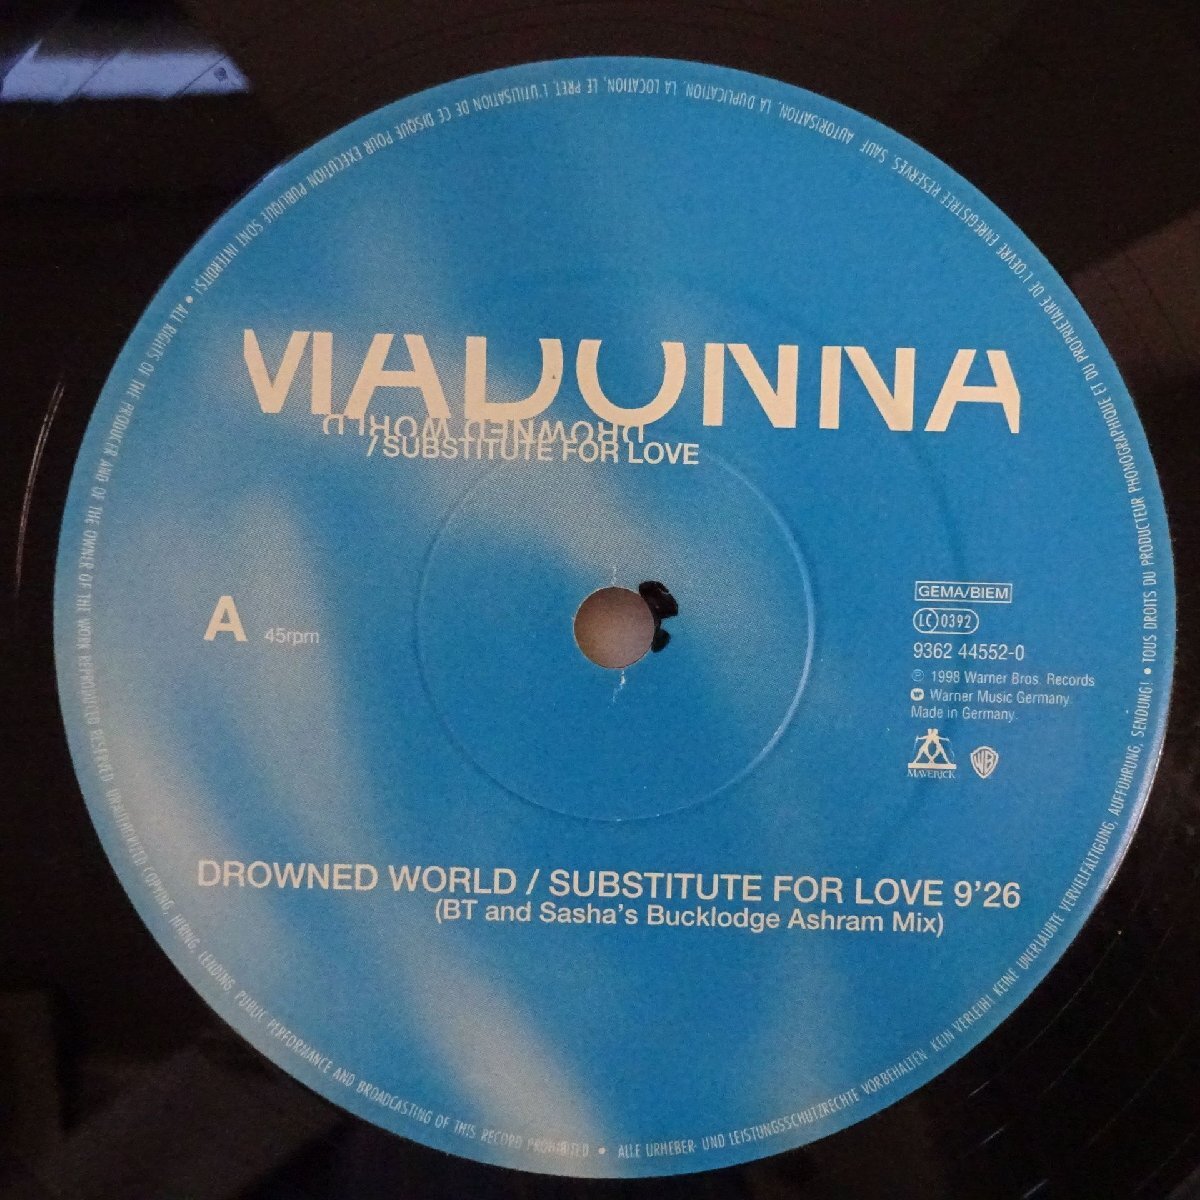 MADONNA
DROWNED WORLD
/ SUBSTITUTE FOR LOVE
A 45rpm
GEMA/BIEM
LC 0392
9362 44552-0
℗ 1998 Warner Bros. Records
Warner Music Germany.
Made in Germany.
MAVERICK
WB
DROWNED WORLD / SUBSTITUTE FOR LOVE 9'26
(BT and Sasha's Bucklodge Ashram Mix)
• ALL RIGHTS OF THE PRODUCER AND OF THE OWNER OF THE WORK REPRODUCED RESERVED. UNAUTHORIZED COPYING, HIRING, LENDING, PUBLIC PERFORMANCE AND BROADCASTING OF THIS RECORD PROHIBITED • ALLE URHEBER- UND LEISTUNGSSCHUTZRECHTE VORBEHALTEN KEIN VERLEIH! KEINE UNERLAUBTE VERVIELFÄLTIGUNG, AUFFÜHRUNG, SENDUNG! • TOUS DROITS DU PRODUCTEUR PHONOGRAPHIQUE ET DU PROPRIETAIRE DE L'OEVRE ENREGISTREE RESERVES. SAUF AUTORISATION, LA DUPLICATION, LA LOCATION, LE PRET, L'UTILISATION DE CE DISQUE POUR EXECUTION PUBLIQUE SONT INTERDITS!